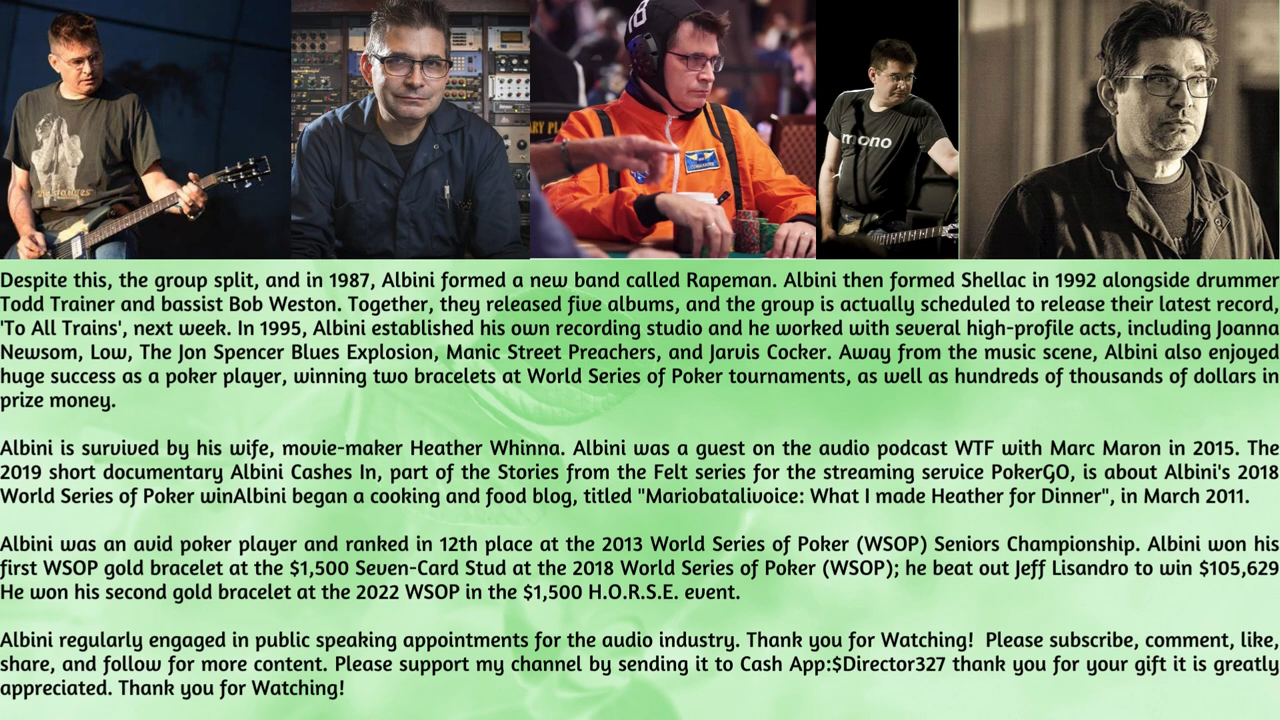 18
ARY PL
COMMANDER
mono
Despite this, the group split, and in 1987, Albini formed a new band called Rapeman. Albini then formed Shellac in 1992 alongside drummer
Todd Trainer and bassist Bob Weston. Together, they released five albums, and the group is actually scheduled to release their latest record,
'To All Trains', next week. In 1995, Albini established his own recording studio and he worked with several high-profile acts, including Joanna
Newsom, Low, The Jon Spencer Blues Explosion, Manic Street Preachers, and Jarvis Cocker. Away from the music scene, Albini also enjoyed
huge success as a poker player, winning two bracelets at World Series of Poker tournaments, as well as hundreds of thousands of dollars in
prize money.
Albini is survived by his wife, movie-maker Heather Whinna. Albini was a guest on the audio podcast WTF with Marc Maron in 2015. The
2019 short documentary Albini Cashes In, part of the Stories from the Felt series for the streaming service PokerGO, is about Albini's 2018
World Series of Poker winAlbini began a cooking and food blog, titled "Mariobatalivoice: What I made Heather for Dinner", in March 2011.
Albini was an avid poker player and ranked in 12th place at the 2013 World Series of Poker (WSOP) Seniors Championship. Albini won his
first WSOP gold bracelet at the $1,500 Seven-Card Stud at the 2018 World Series of Poker (WSOP); he beat out Jeff Lisandro to win $105,629
He won his second gold bracelet at the 2022 WSOP in the $1,500 H.O.R.S.E. event.
Albini regularly engaged in public speaking appointments for the audio industry. Thank you for Watching!  Please subscribe, comment, like,
share, and follow for more content. Please support my channel by sending it to Cash App:$Director327 thank you for your gift it is greatly
appreciated. Thank you for Watching!